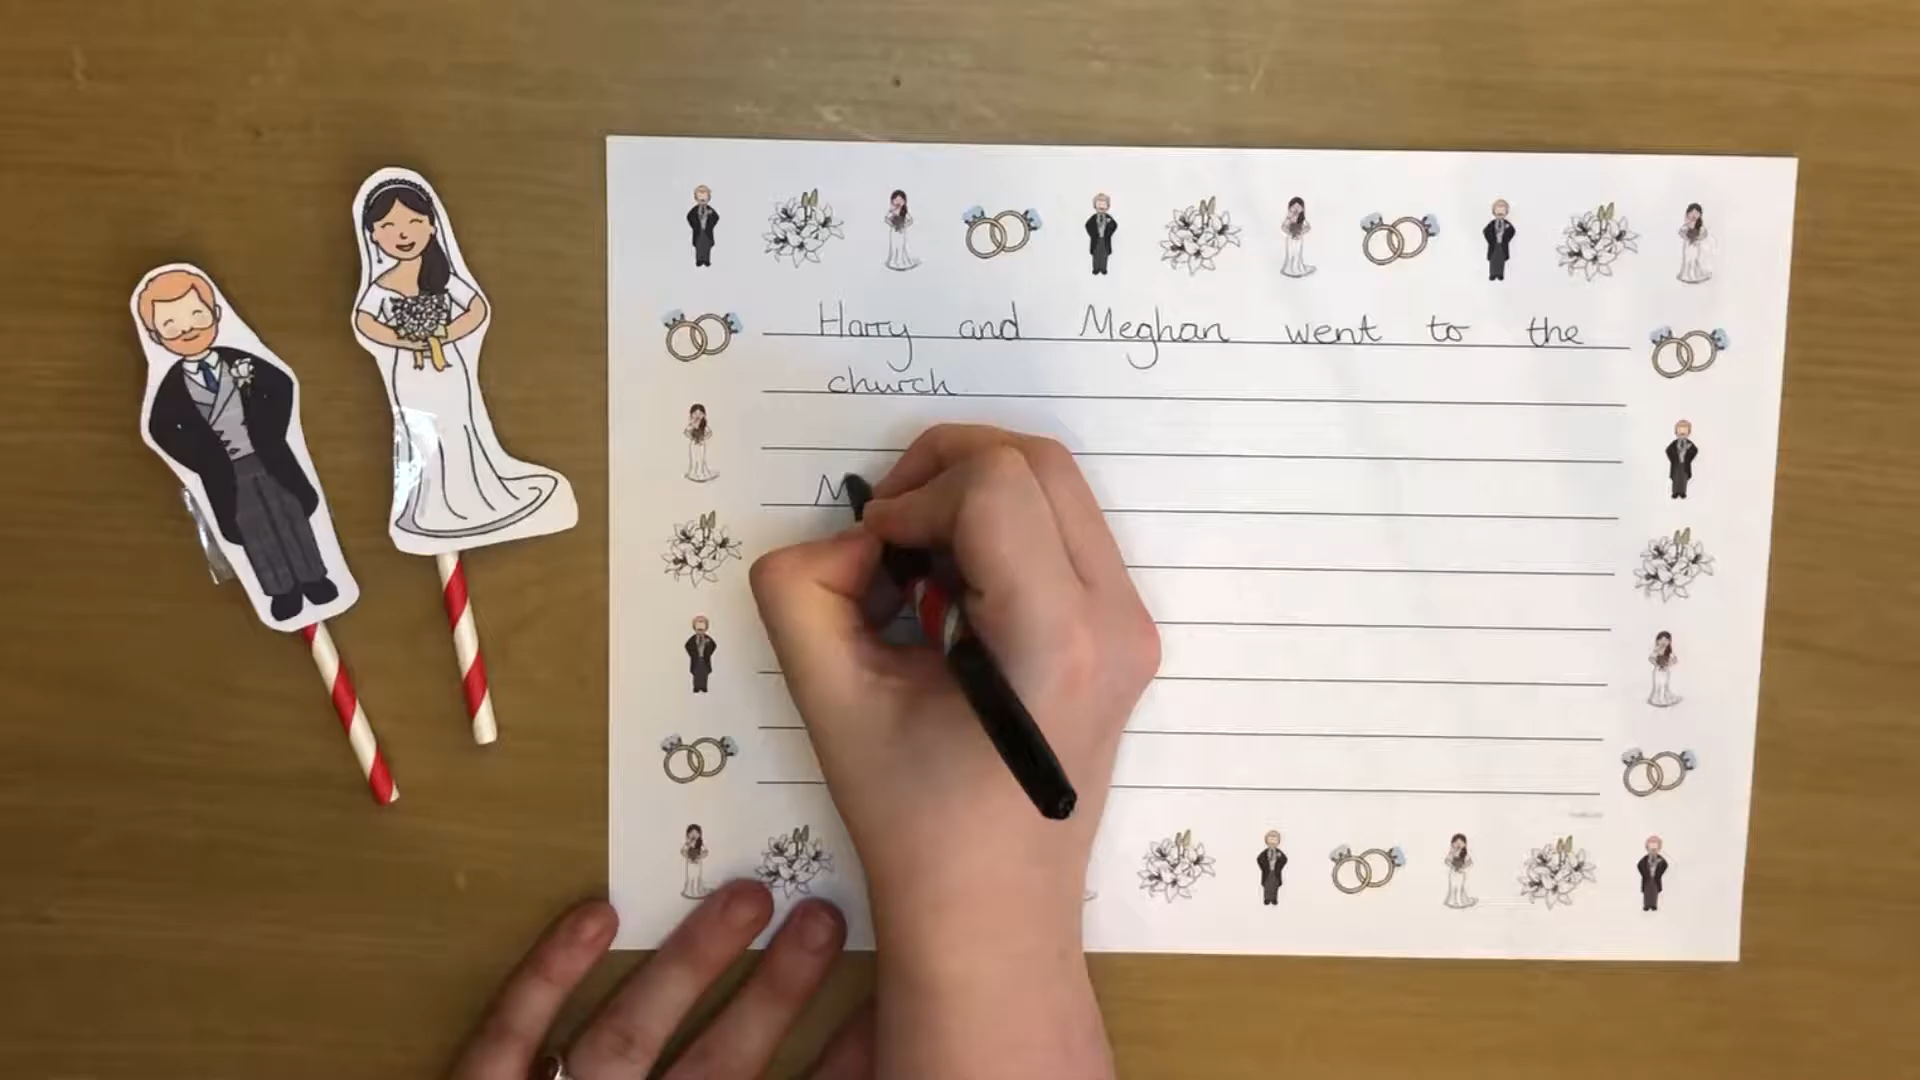 Harry and Meghan went to the
church.
M